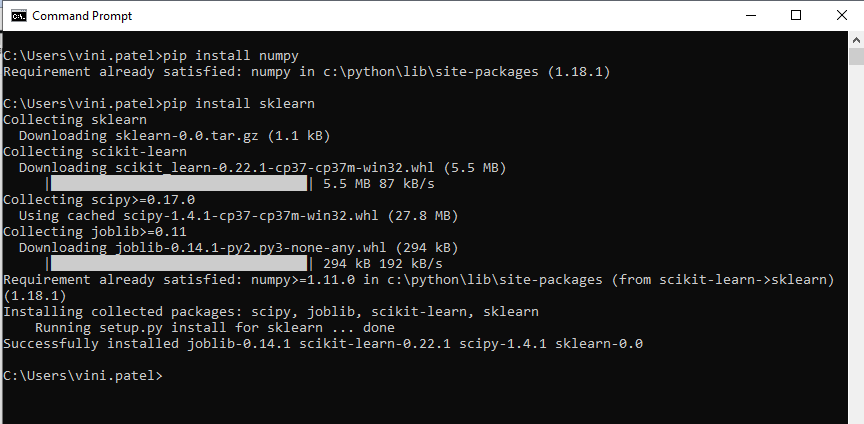 Command Prompt
C:\Users\vini.patel>pip install numpy
Requirement already satisfied: numpy in c:\python\lib\site-packages (1.18.1)
C:\Users\vini.patel>pip install sklearn
Collecting sklearn
  Downloading sklearn-0.0.tar.gz (1.1 kB)
Collecting scikit-learn
  Downloading scikit_learn-0.22.1-cp37-cp37m-win32.whl (5.5 MB)
     |████████████████████████████████| 5.5 MB 87 kB/s
Collecting scipy>=0.17.0
  Using cached scipy-1.4.1-cp37-cp37m-win32.whl (27.8 MB)
Collecting joblib>=0.11
  Downloading joblib-0.14.1-py2.py3-none-any.whl (294 kB)
     |████████████████████████████████| 294 kB 192 kB/s
Requirement already satisfied: numpy>=1.11.0 in c:\python\lib\site-packages (from scikit-learn->sklearn)
(1.18.1)
Installing collected packages: scipy, joblib, scikit-learn, sklearn
    Running setup.py install for sklearn ... done
Successfully installed joblib-0.14.1 scikit-learn-0.22.1 scipy-1.4.1 sklearn-0.0
C:\Users\vini.patel>